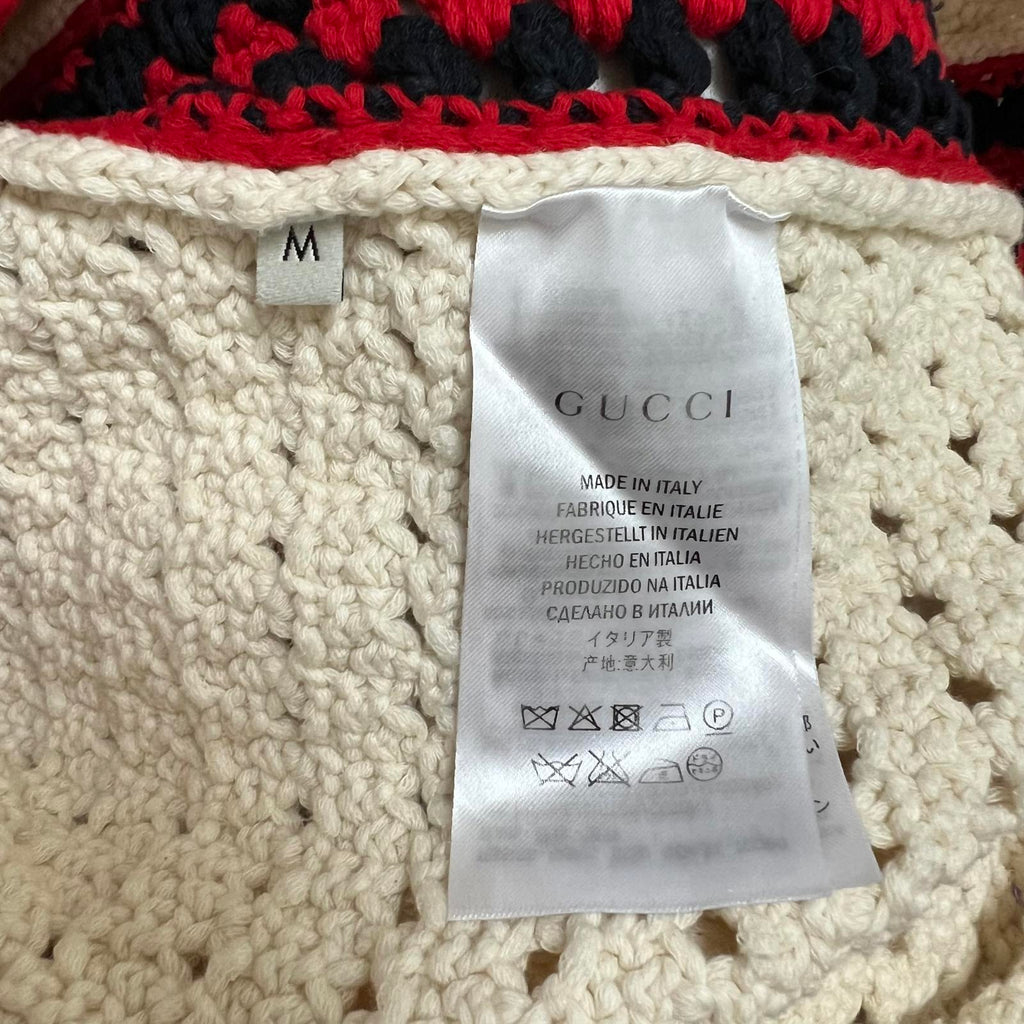 M
GUCCI
MADE IN ITALY
FABRIQUE EN ITALIE
HERGESTELLT IN ITALIEN
HECHO EN ITALIA
PRODUZIDO NA ITALIA
СДЕЛАНО В ИТАЛИИ
イタリア製
产地:意大利
P